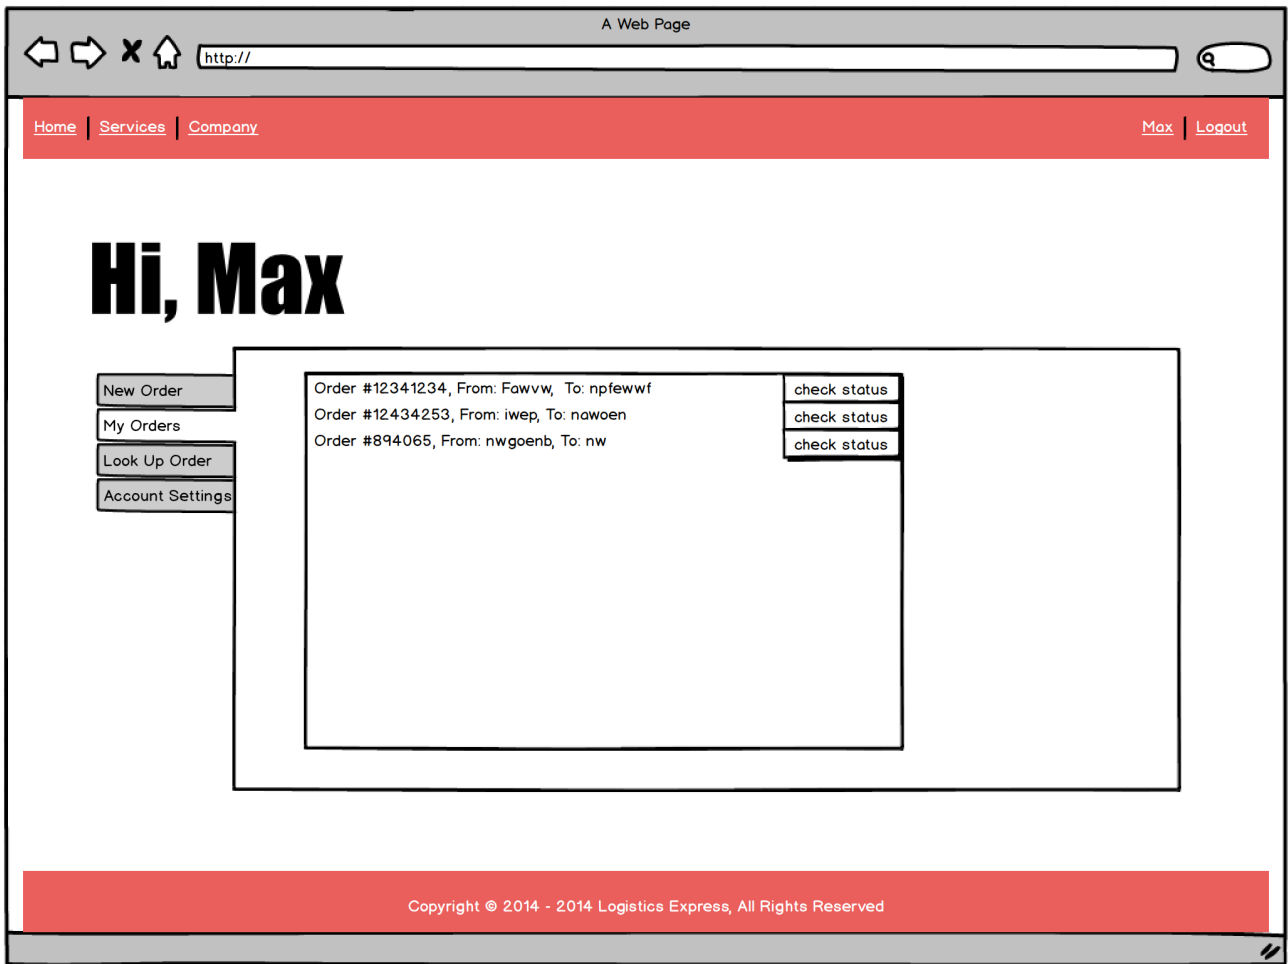 A Web Page
http://
Home | Services | Company
Max | Logout
Hi, Max
New Order
My Orders
Look Up Order
Account Settings
Order #12341234, From: Fawvw,  To: npfewwf
check status
Order #12434253, From: iwep, To: nawoen
check status
Order #894065, From: nwgoenb, To: nw
check status
Copyright © 2014 - 2014 Logistics Express, All Rights Reserved